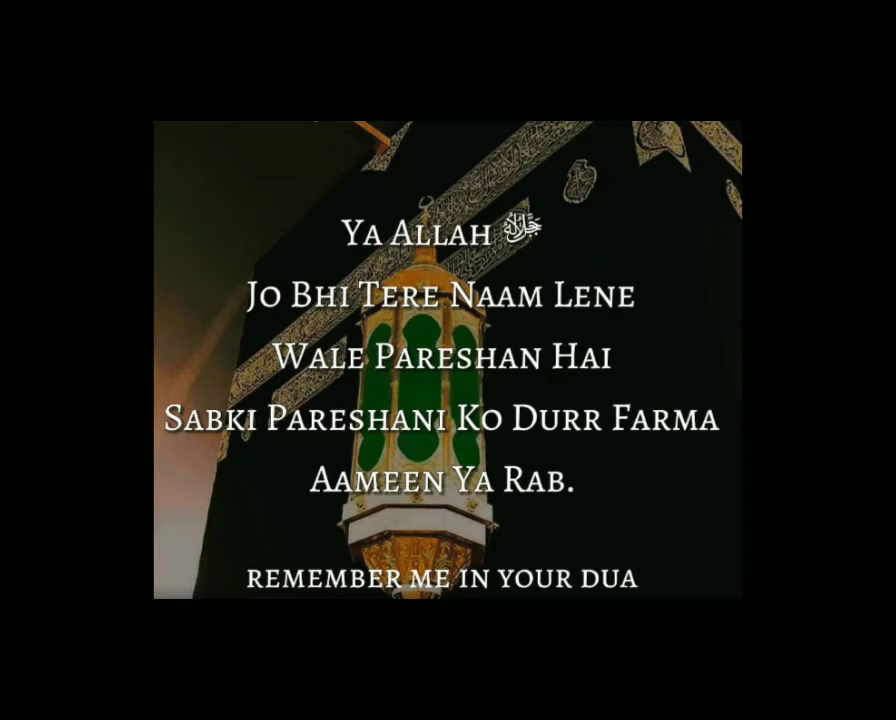 Ya Allah ﷻ
Jo Bhi Tere Naam Lene
Wale Pareshan Hai
Sabki Pareshani Ko Durr Farma
Aameen Ya Rab.
remember me in your dua